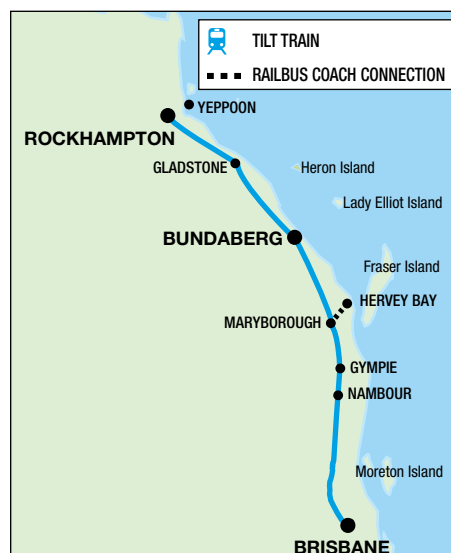 TILT TRAIN
RAILBUS COACH CONNECTION
YEPPOON
ROCKHAMPTON
GLADSTONE
Heron Island
Lady Elliot Island
BUNDABERG
Fraser Island
HERVEY BAY
MARYBOROUGH
GYMPIE
NAMBOUR
Moreton Island
BRISBANE